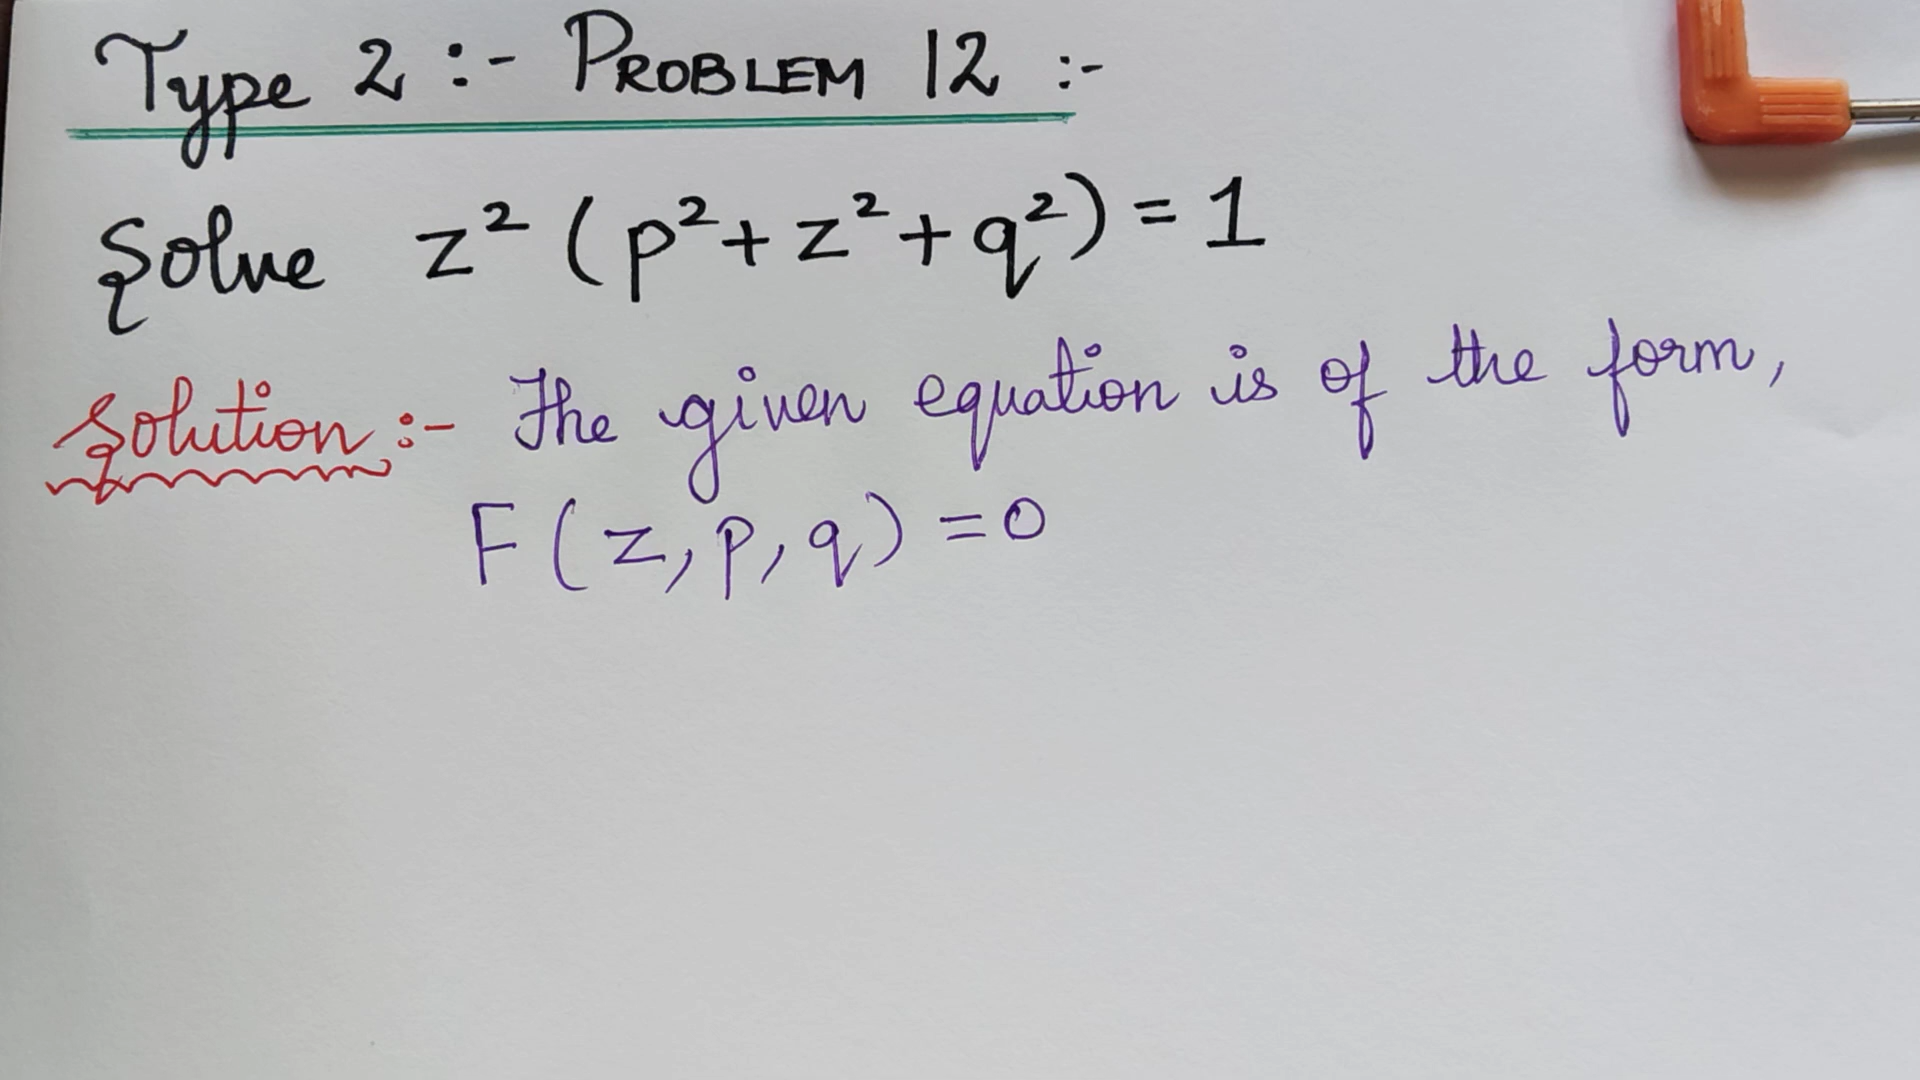 Type 2 :- PROBLEM 12 :-
Solve z² (p² + z² + q²) = 1
Solution :- The given equation is of the form,
F (z, p, q) = 0